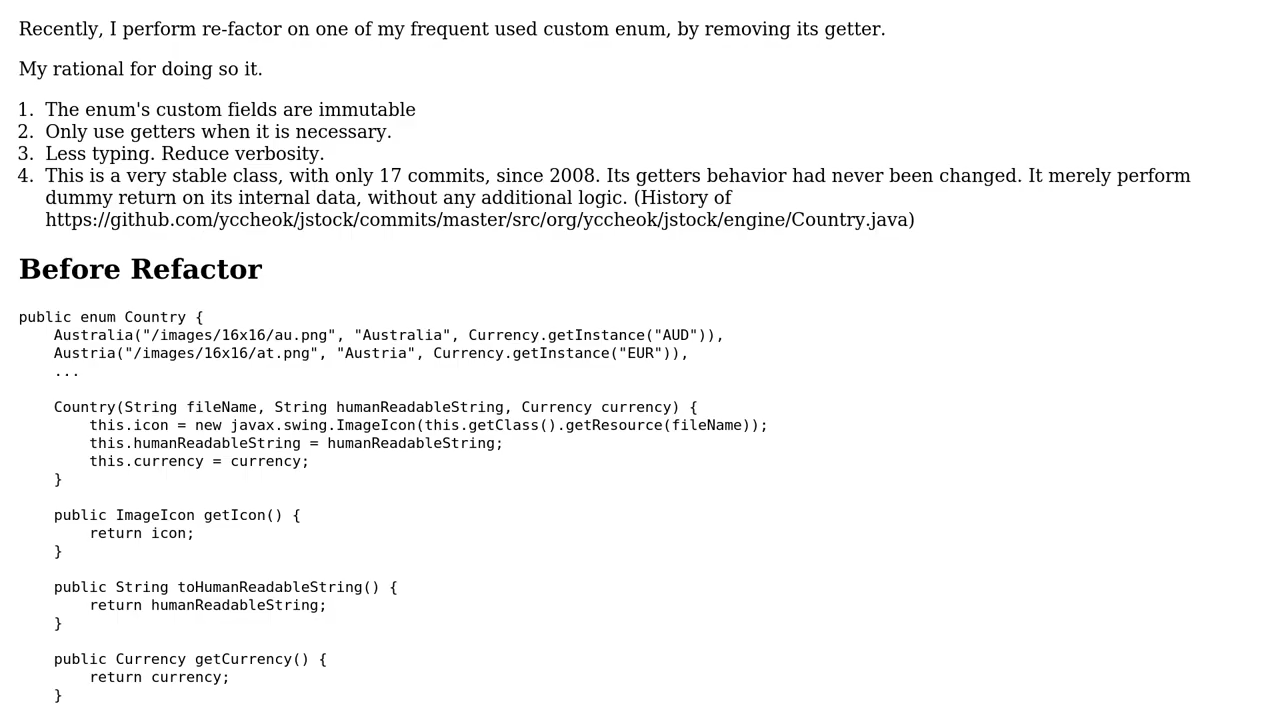 Recently, I perform re-factor on one of my frequent used custom enum, by removing its getter.
My rational for doing so it.
1. The enum's custom fields are immutable
2. Only use getters when it is necessary.
3. Less typing. Reduce verbosity.
4. This is a very stable class, with only 17 commits, since 2008. Its getters behavior had never been changed. It merely perform
dummy return on its internal data, without any additional logic. (History of
https://github.com/yccheok/jstock/commits/master/src/org/yccheok/jstock/engine/Country.java)
Before Refactor
public enum Country {
    Australia("/images/16x16/au.png", "Australia", Currency.getInstance("AUD")),
    Austria("/images/16x16/at.png", "Austria", Currency.getInstance("EUR")),
    ...
    Country(String fileName, String humanReadableString, Currency currency) {
        this.icon = new javax.swing.ImageIcon(this.getClass().getResource(fileName));
        this.humanReadableString = humanReadableString;
        this.currency = currency;
    }
    public ImageIcon getIcon() {
        return icon;
    }
    public String toHumanReadableString() {
        return humanReadableString;
    }
    public Currency getCurrency() {
        return currency;
    }